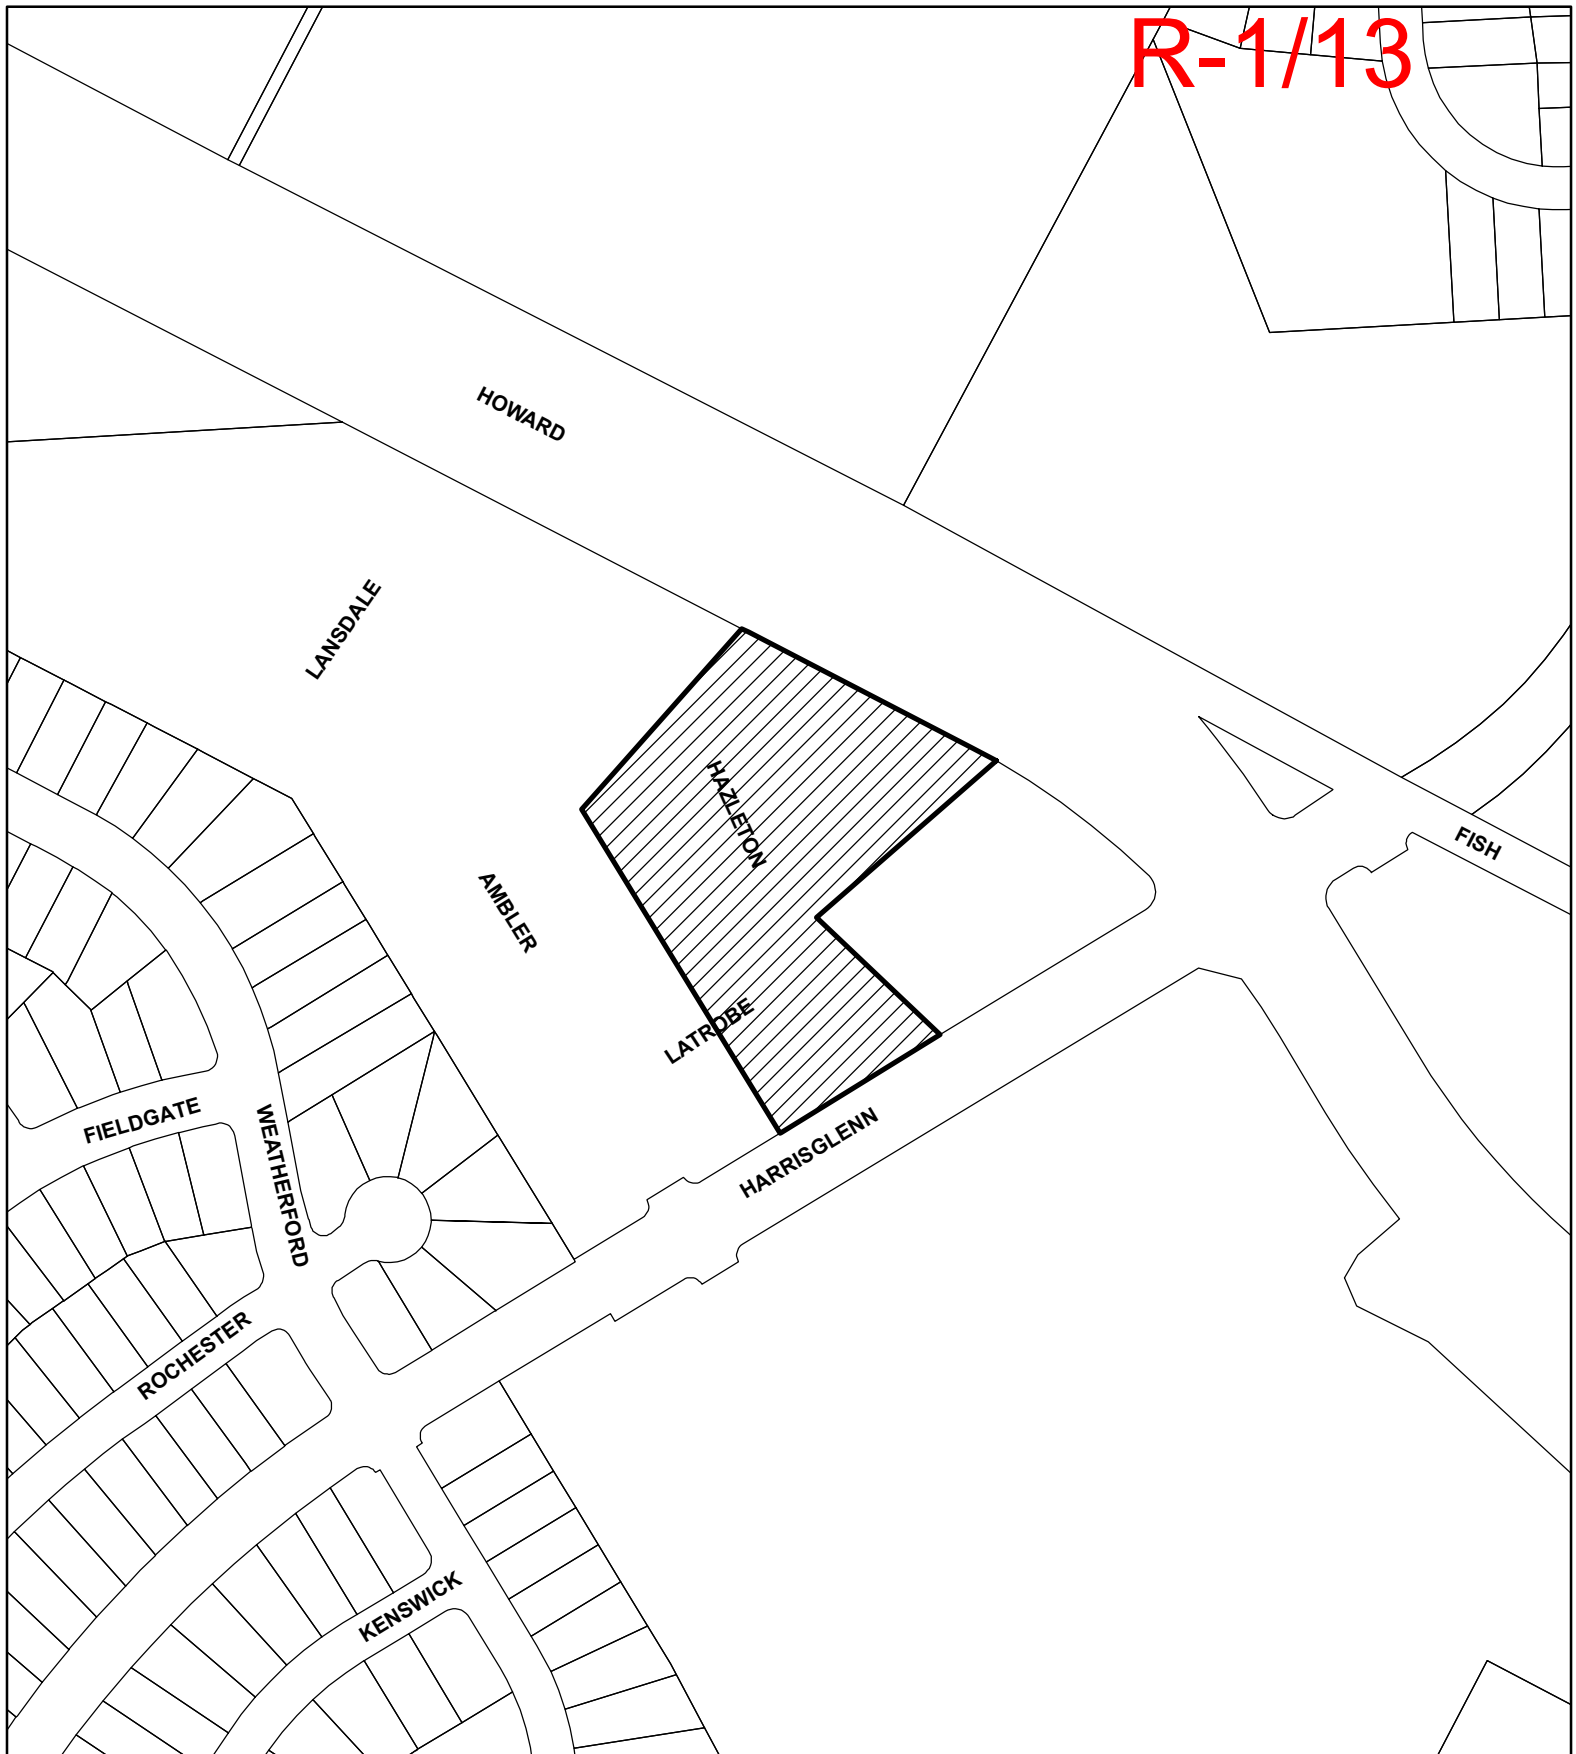 R-1/13
HOWARD
LANSDALE
HAZLETON
FISH
AMBLER
LATROBE
FIELDGATE
WEATHERFORD
HARRISGLENN
ROCHESTER
KENSWICK